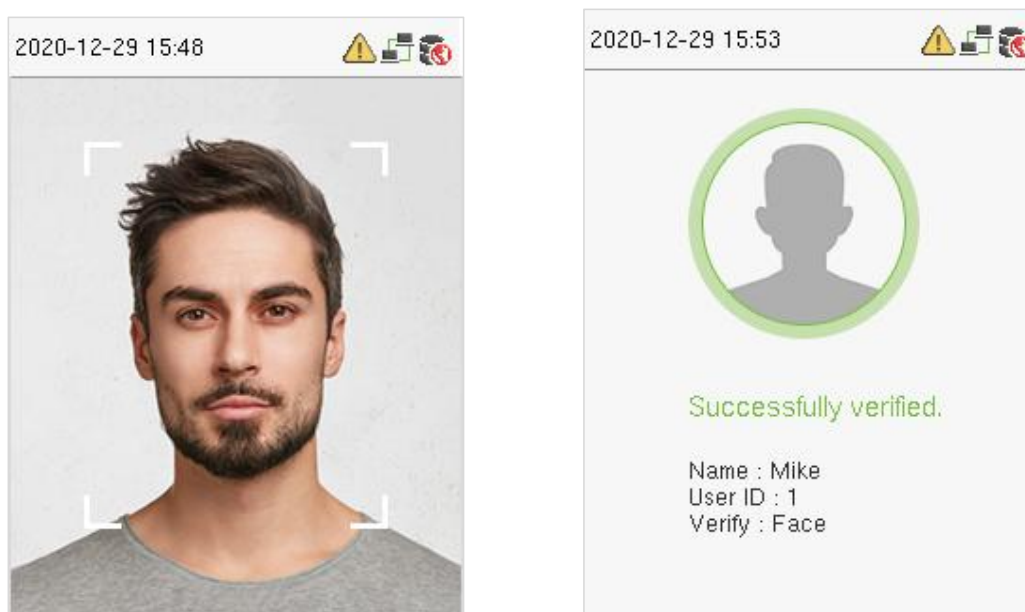 2020-12-29 15:48
2020-12-29 15:53
Successfully verified.
Name : Mike
User ID : 1
Verify : Face